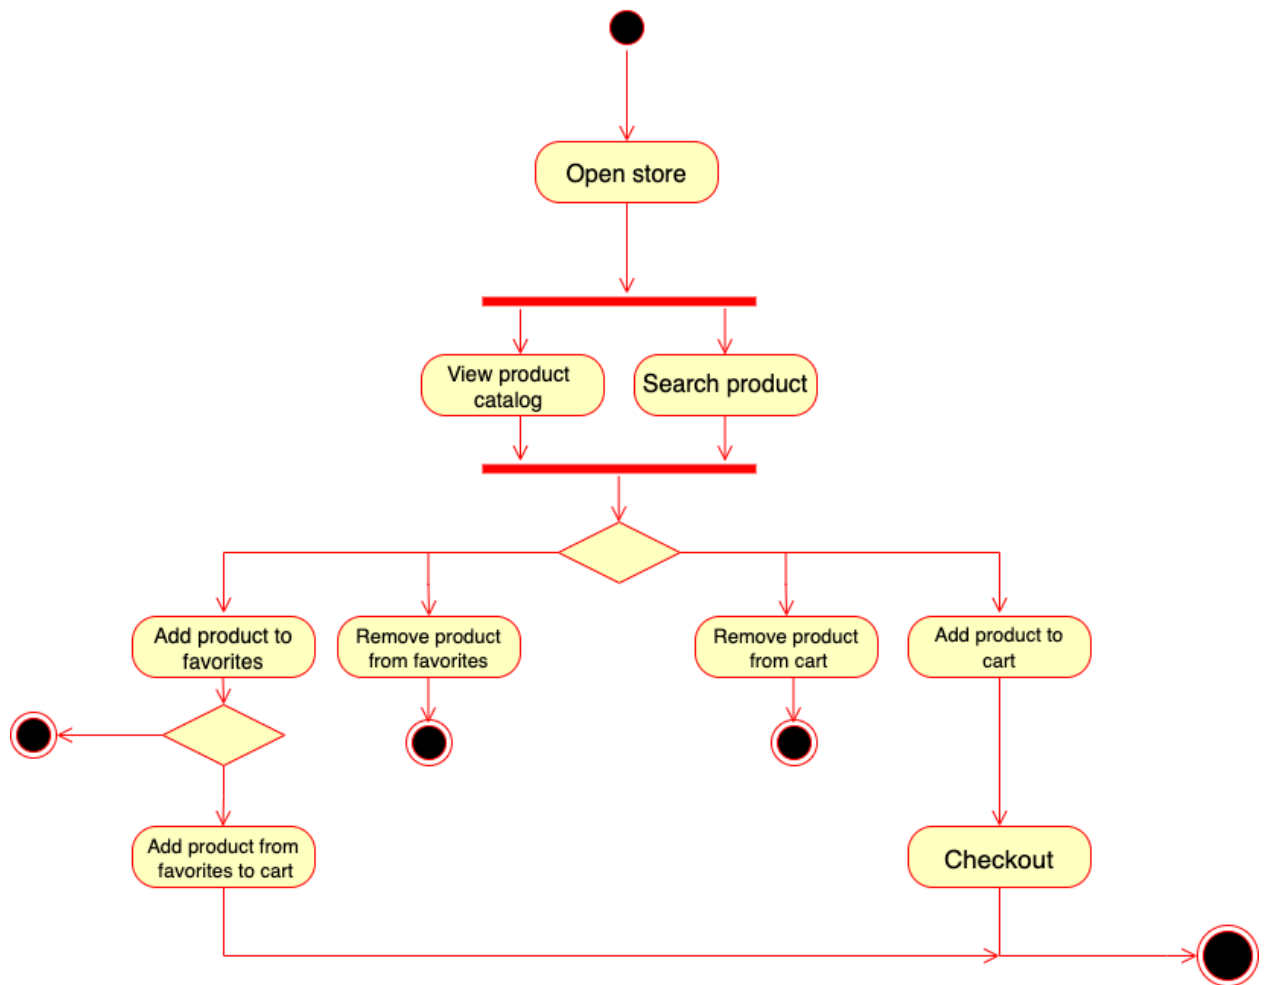 Open store
View product
catalog
Search product
Add product to
favorites
Remove product
from favorites
Remove product
from cart
Add product to
cart
Add product from
favorites to cart
Checkout